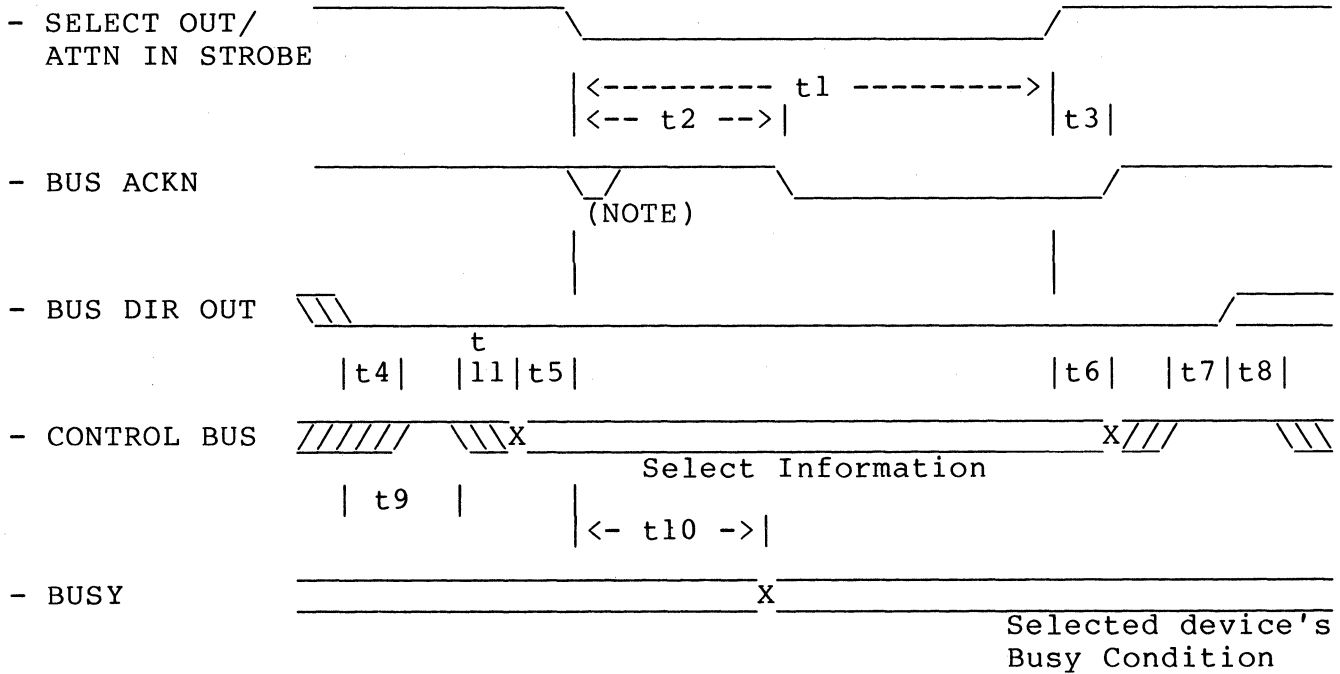 - SELECT OUT/
ATTN IN STROBE
|<--------- t1 --------->|
|<-- t2 -->| |t3|
- BUS ACKN
(NOTE)
- BUS DIR OUT
t
|t4| |11|t5| |t6| |t7|t8|
- CONTROL BUS X X
Select Information
| t9 |
|<- t10 ->|
- BUSY X
Selected device's
Busy Condition